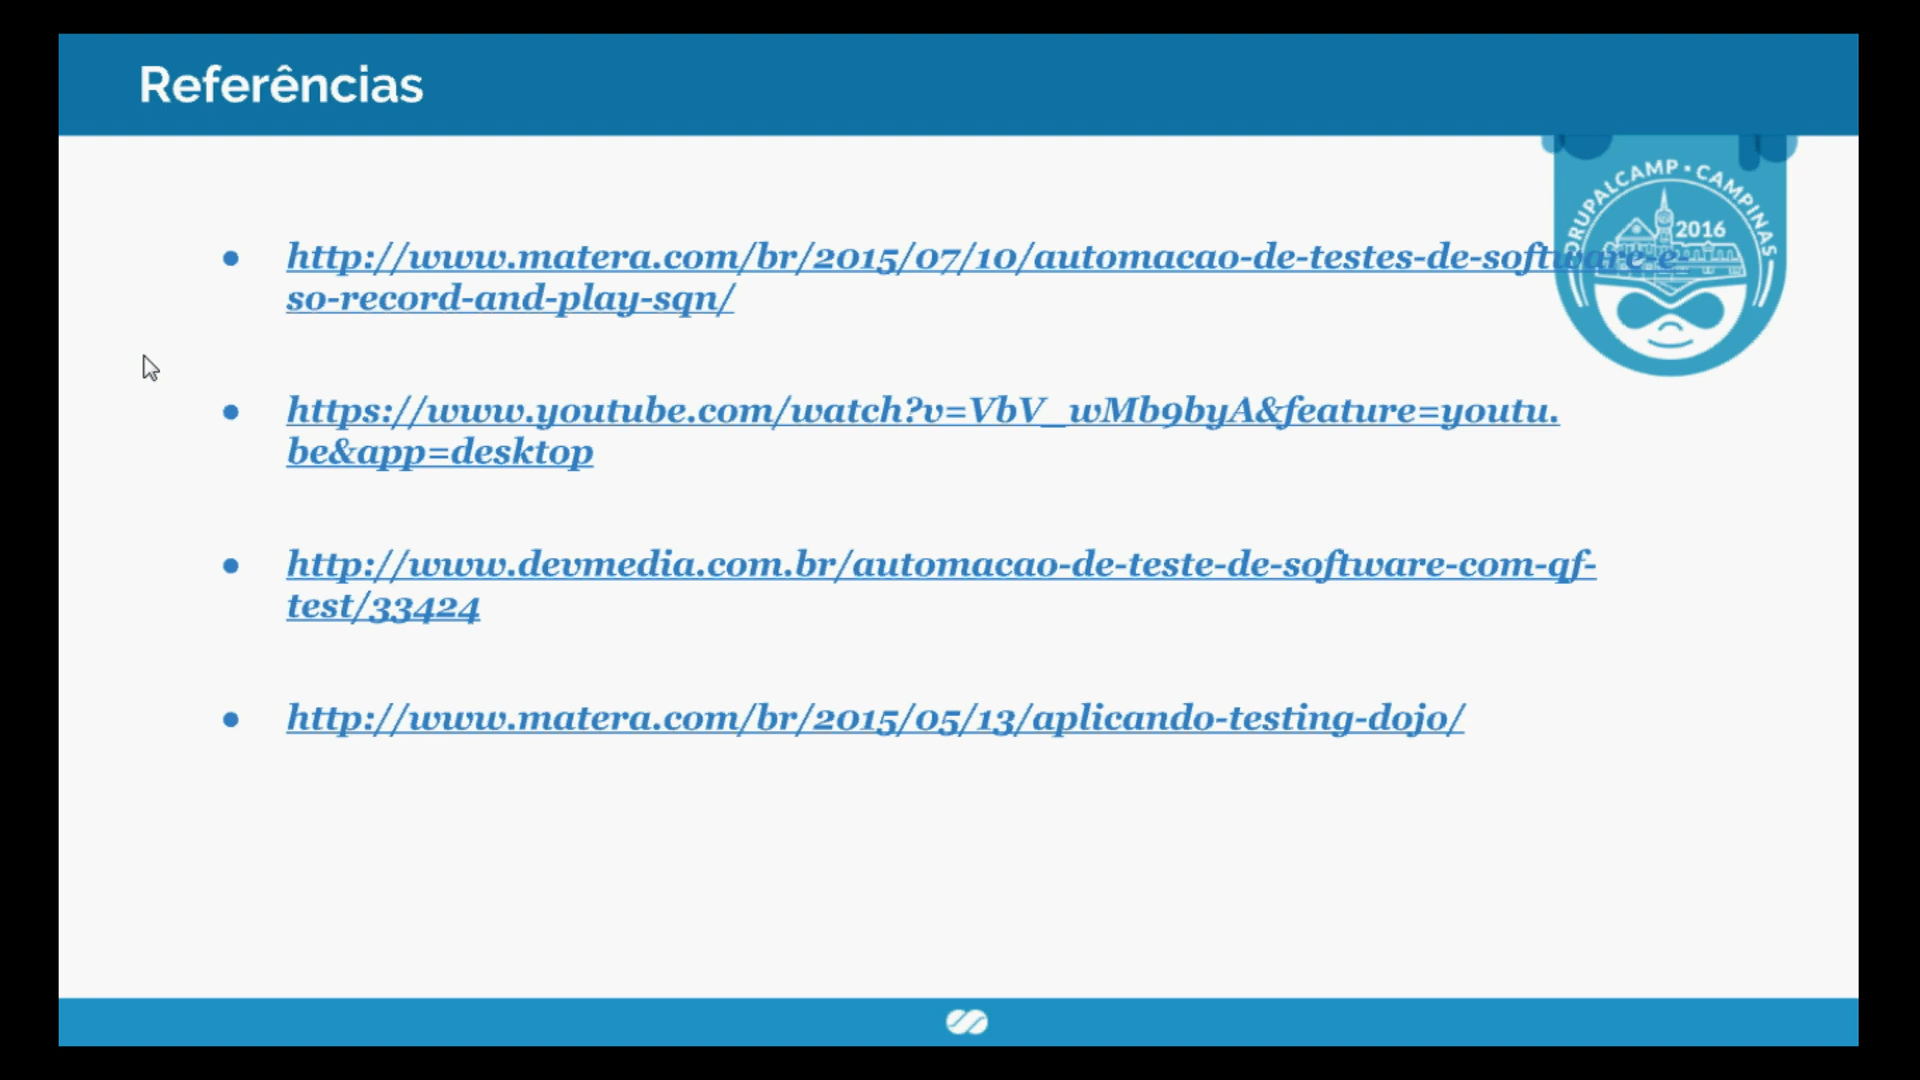 Referências
DRUPALCAMP • CAMPINAS
2016
http://www.matera.com/br/2015/07/10/automacao-de-testes-de-software-e-
so-record-and-play-sqn/
https://www.youtube.com/watch?v=VbV_wMb9byA&feature=youtu.
be&app=desktop
http://www.devmedia.com.br/automacao-de-teste-de-software-com-qf-
test/33424
http://www.matera.com/br/2015/05/13/aplicando-testing-dojo/